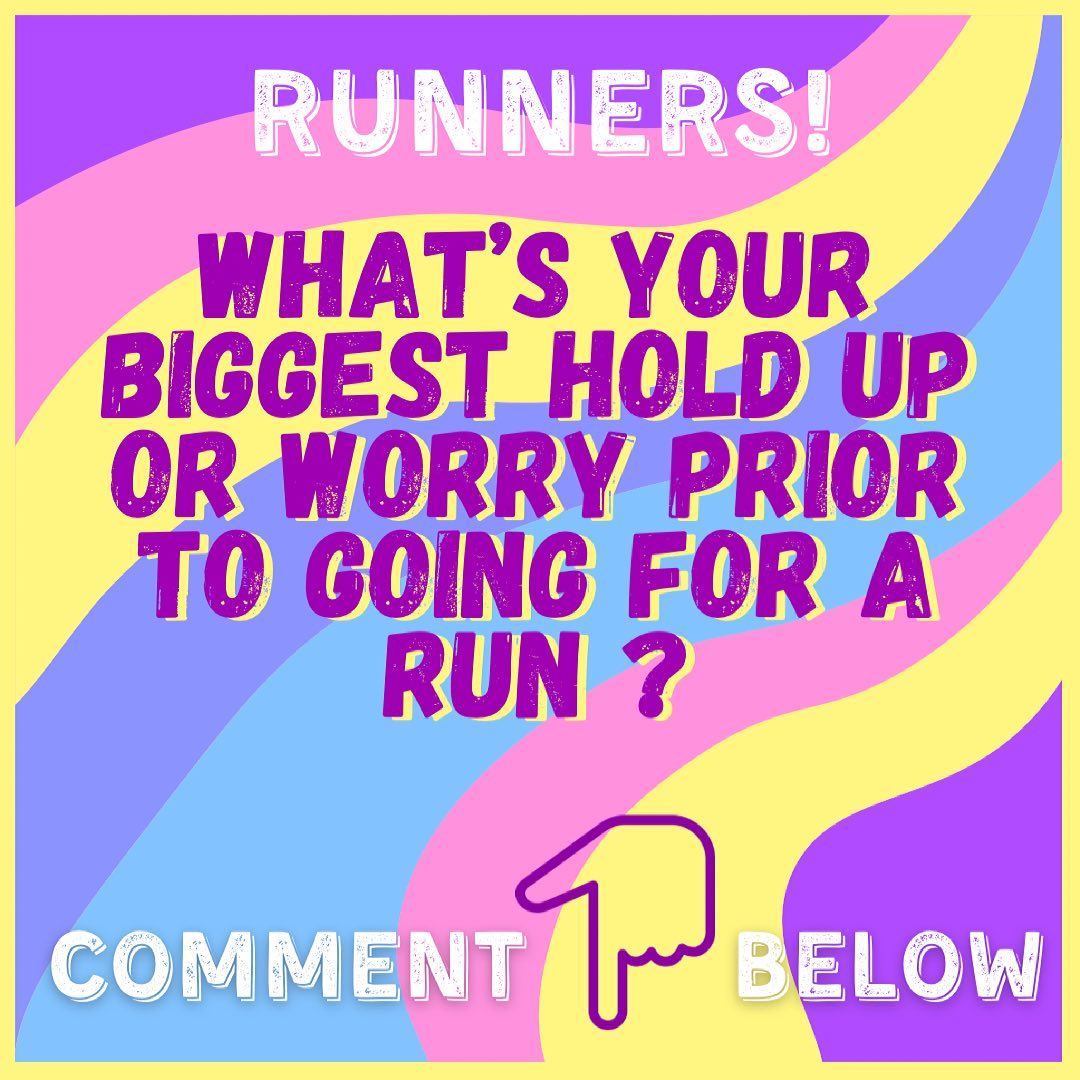 RUNNERS!
WHAT'S YOUR
BIGGEST HOLD UP
OR WORRY PRIOR
TO GOING FOR A
RUN ?
COMMENT BELOW